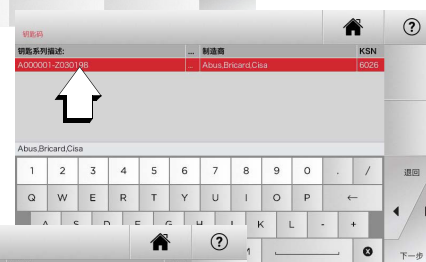 钥匙码
?
钥匙系列描述: ... 制造商 KSN
A000001-Z030198 ... Abus,Bricard,Cisa 6026
Abus,Bricard,Cisa
1 2 3 4 5 6 7 8 9 0 . /
退回
Q W E R T Y U I O P ←
K L - +
?
下一步